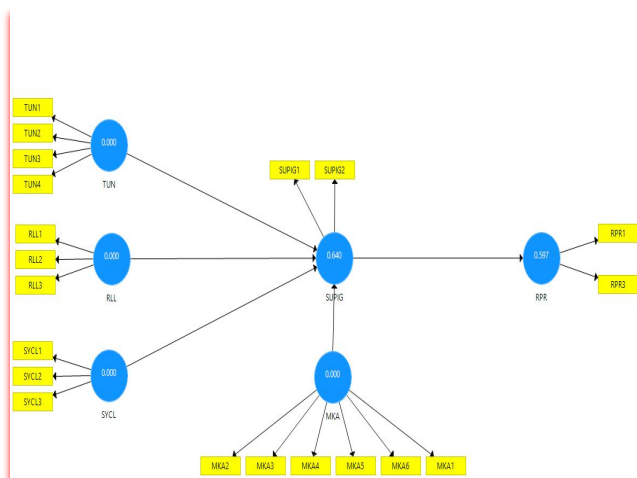 TUN1
TUN2
TUN3
TUN4
0.000
TUN
SUPIG1
SUPIG2
RLL1
RLL2
RLL3
0.000
RLL
0.640
SUPIG
0.597
RPR
RPR1
RPR3
SYCL1
SYCL2
SYCL3
0.000
SYCL
0.000
MKA
MKA2
MKA3
MKA4
MKA5
MKA6
MKA1